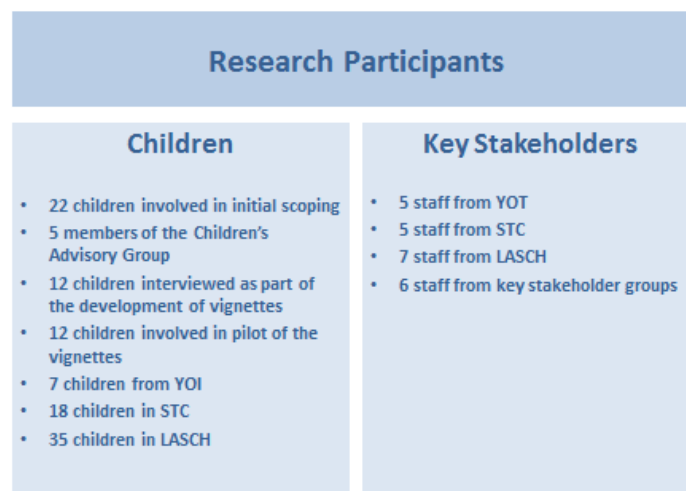 Research Participants
Children
• 22 children involved in initial scoping
• 5 members of the Children's
Advisory Group
• 12 children interviewed as part of
the development of vignettes
• 12 children involved in pilot of the
vignettes
• 7 children from YOI
• 18 children in STC
• 35 children in LASCH
Key Stakeholders
• 5 staff from YOT
• 5 staff from STC
• 7 staff from LASCH
• 6 staff from key stakeholder groups